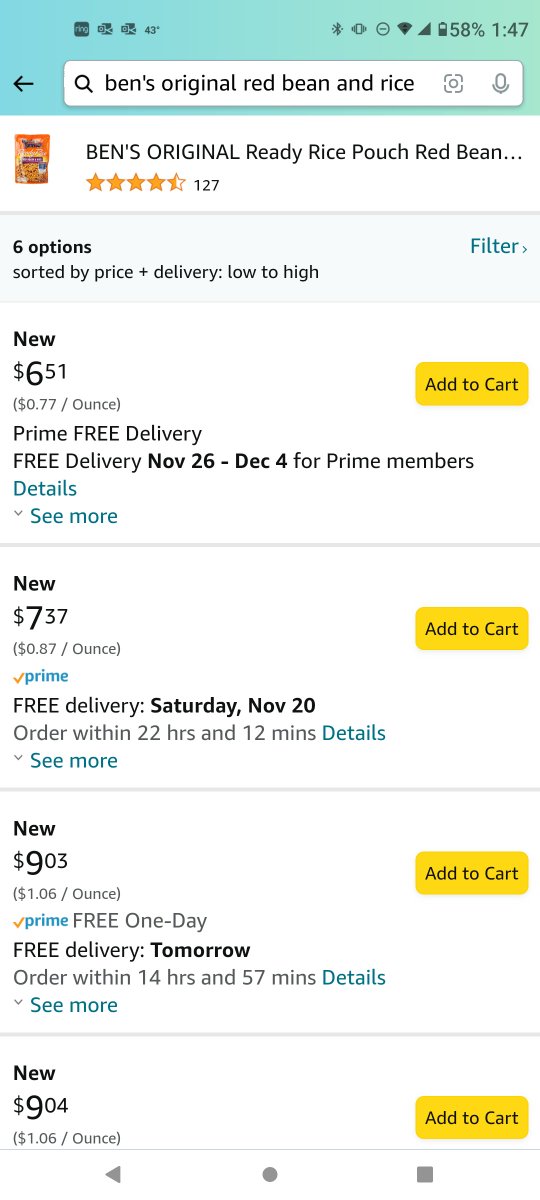 ring 43° 58% 1:47
ben's original red bean and rice
BEN'S ORIGINAL Ready Rice Pouch Red Bean...
127
6 options
Filter ›
sorted by price + delivery: low to high
New
$6 51
Add to Cart
($0.77 / Ounce)
Prime FREE Delivery
FREE Delivery Nov 26 - Dec 4 for Prime members
Details
See more
New
$7 37
Add to Cart
($0.87 / Ounce)
prime
FREE delivery: Saturday, Nov 20
Order within 22 hrs and 12 mins Details
See more
New
$9 03
Add to Cart
($1.06 / Ounce)
prime FREE One-Day
FREE delivery: Tomorrow
Order within 14 hrs and 57 mins Details
See more
New
$9 04
Add to Cart
($1.06 / Ounce)